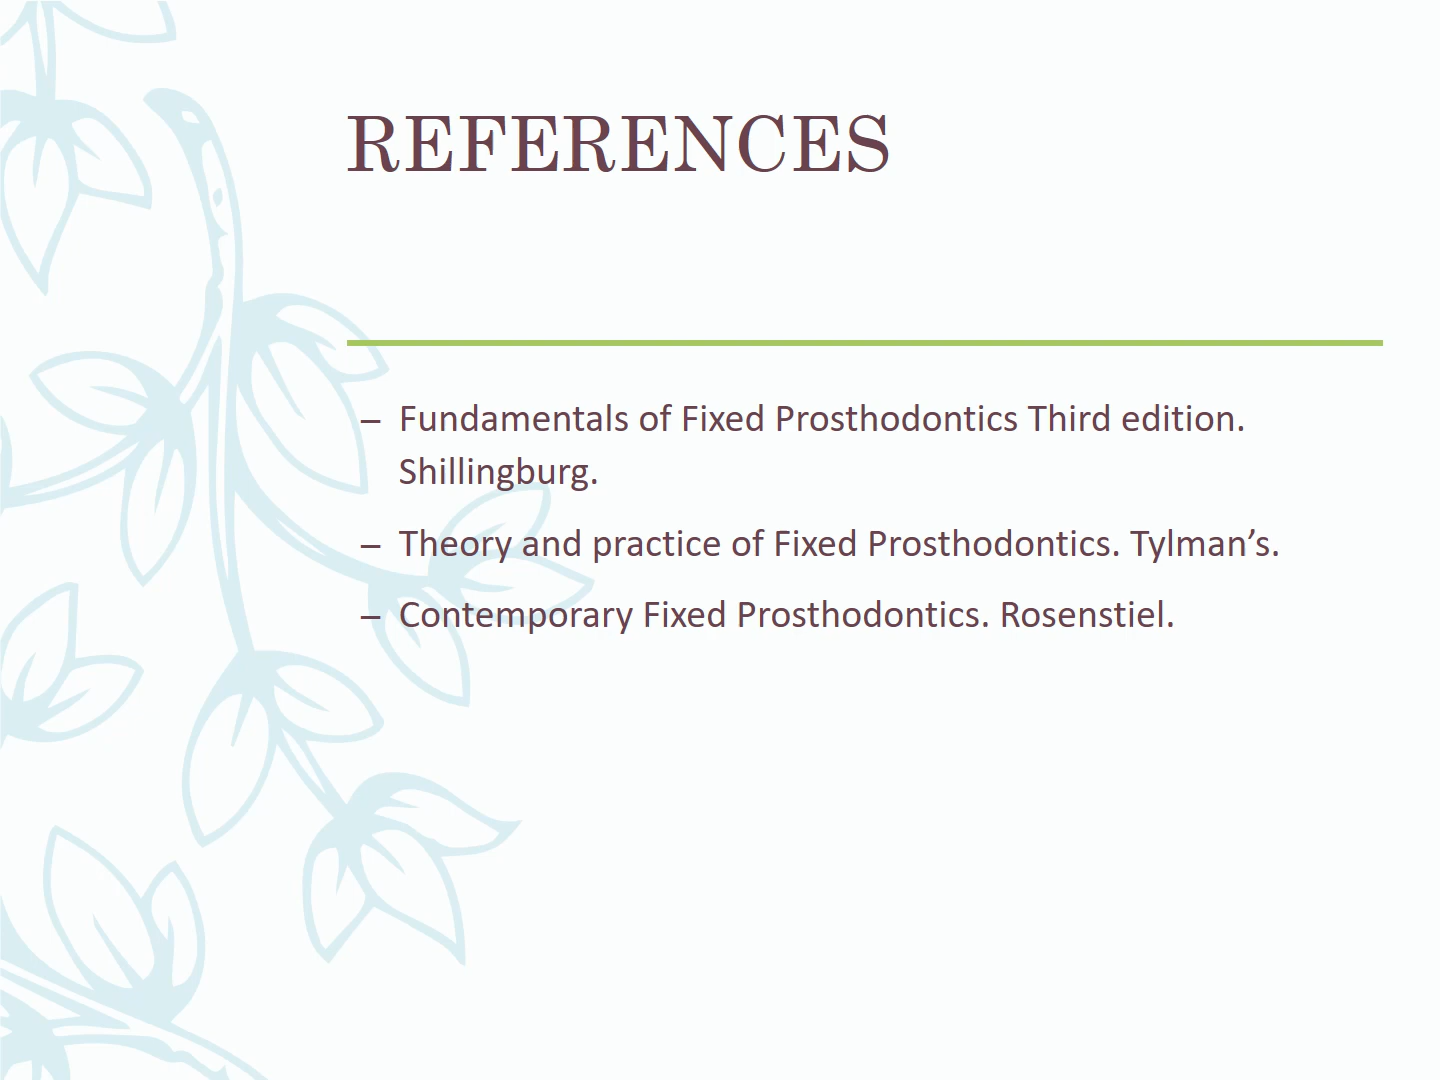 REFERENCES
– Fundamentals of Fixed Prosthodontics Third edition.
Shillingburg.
– Theory and practice of Fixed Prosthodontics. Tylman’s.
– Contemporary Fixed Prosthodontics. Rosenstiel.